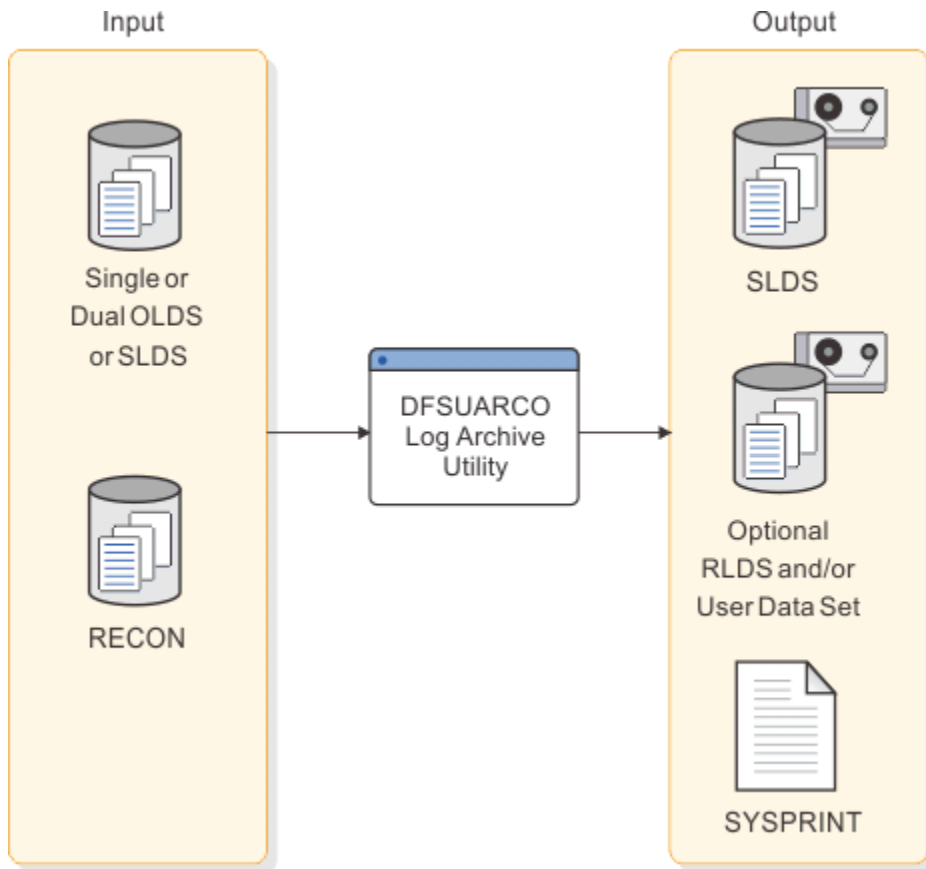 Input
Single or
Dual OLDS
or SLDS
RECON
DFSUARCO
Log Archive
Utility
Output
SLDS
Optional
RLDS and/or
User Data Set
SYSPRINT